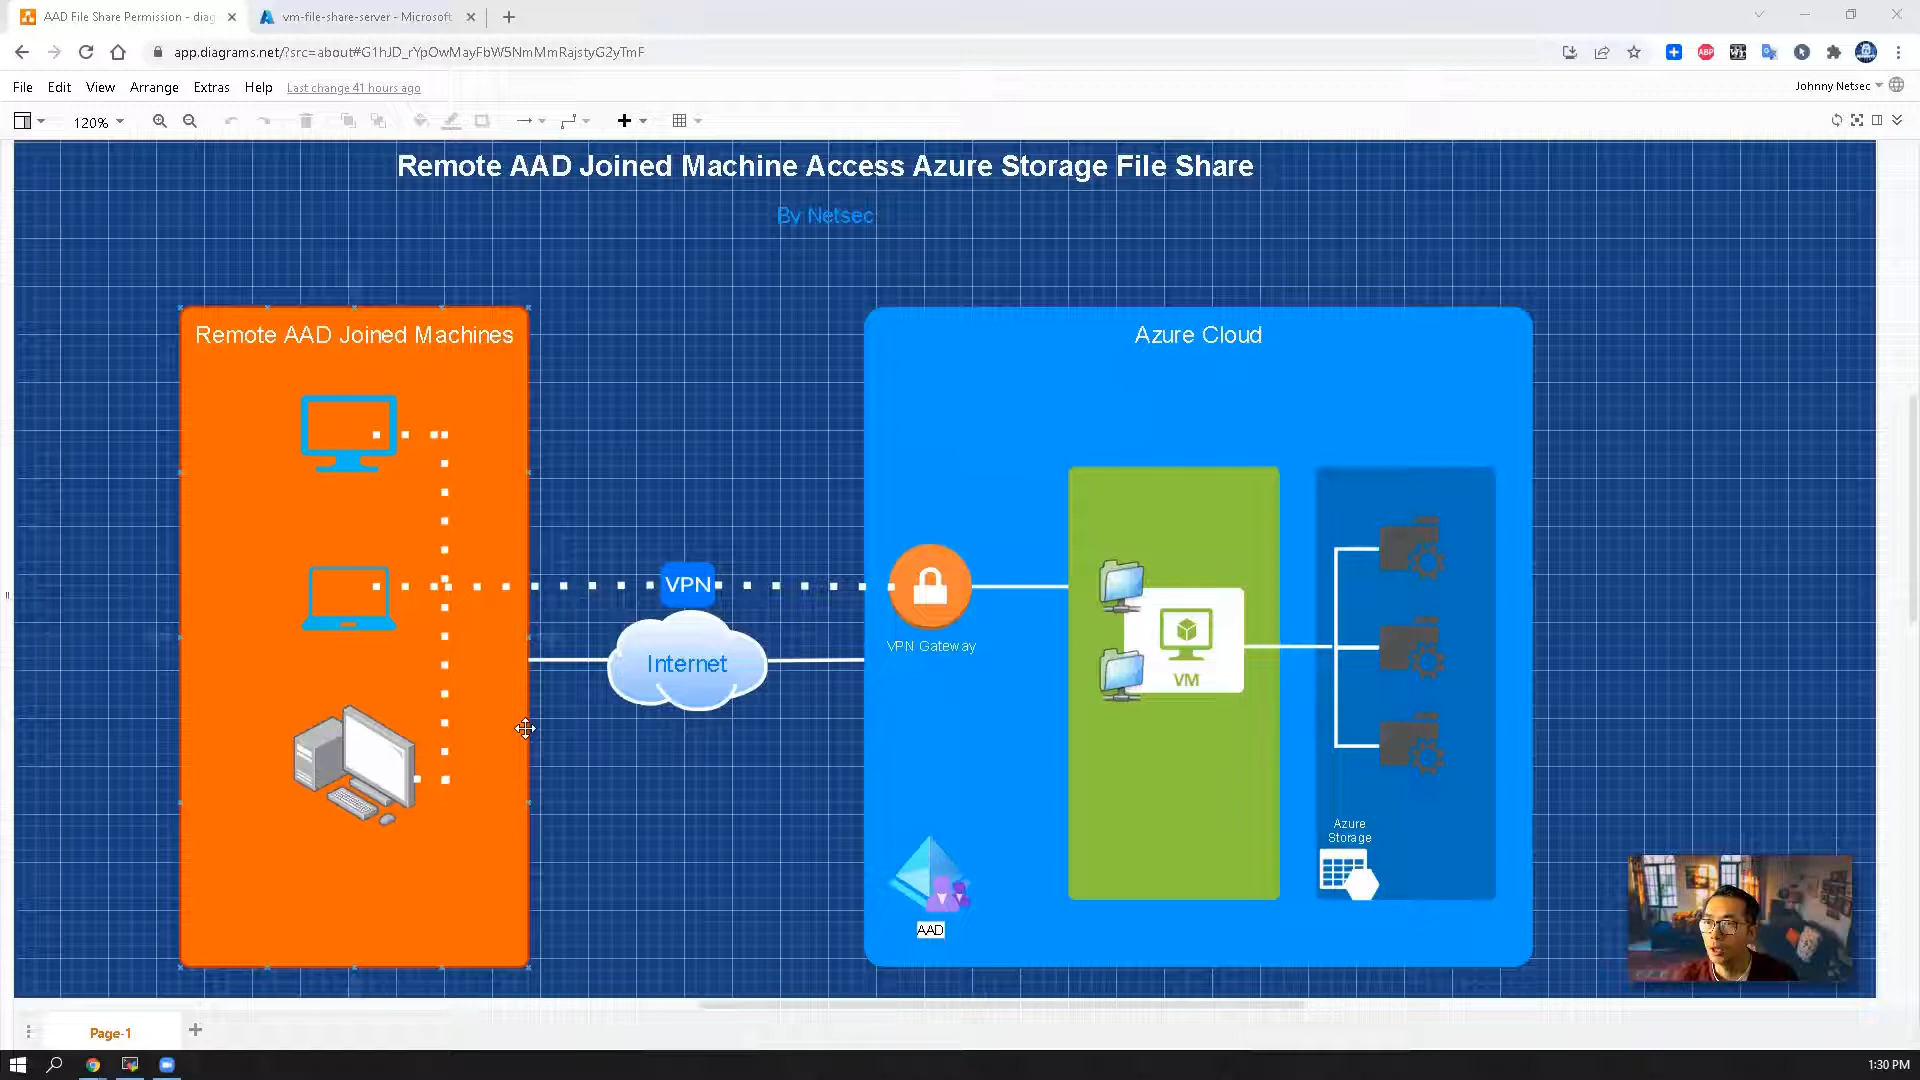 AAD File Share Permission - diag
vm-file-share-server - Microsoft
app.diagrams.net/?src=about#G1hJD_rYpOwMayFbW5NmMmRajstyG2yTmF
ABP
File Edit View Arrange Extras Help Last change 41 hours ago
Johnny Netsec
120%
Remote AAD Joined Machine Access Azure Storage File Share
By Netsec
Remote AAD Joined Machines
Azure Cloud
VPN
VPN Gateway
Internet
VM
Azure
Storage
AAD
Page-1
1:30 PM